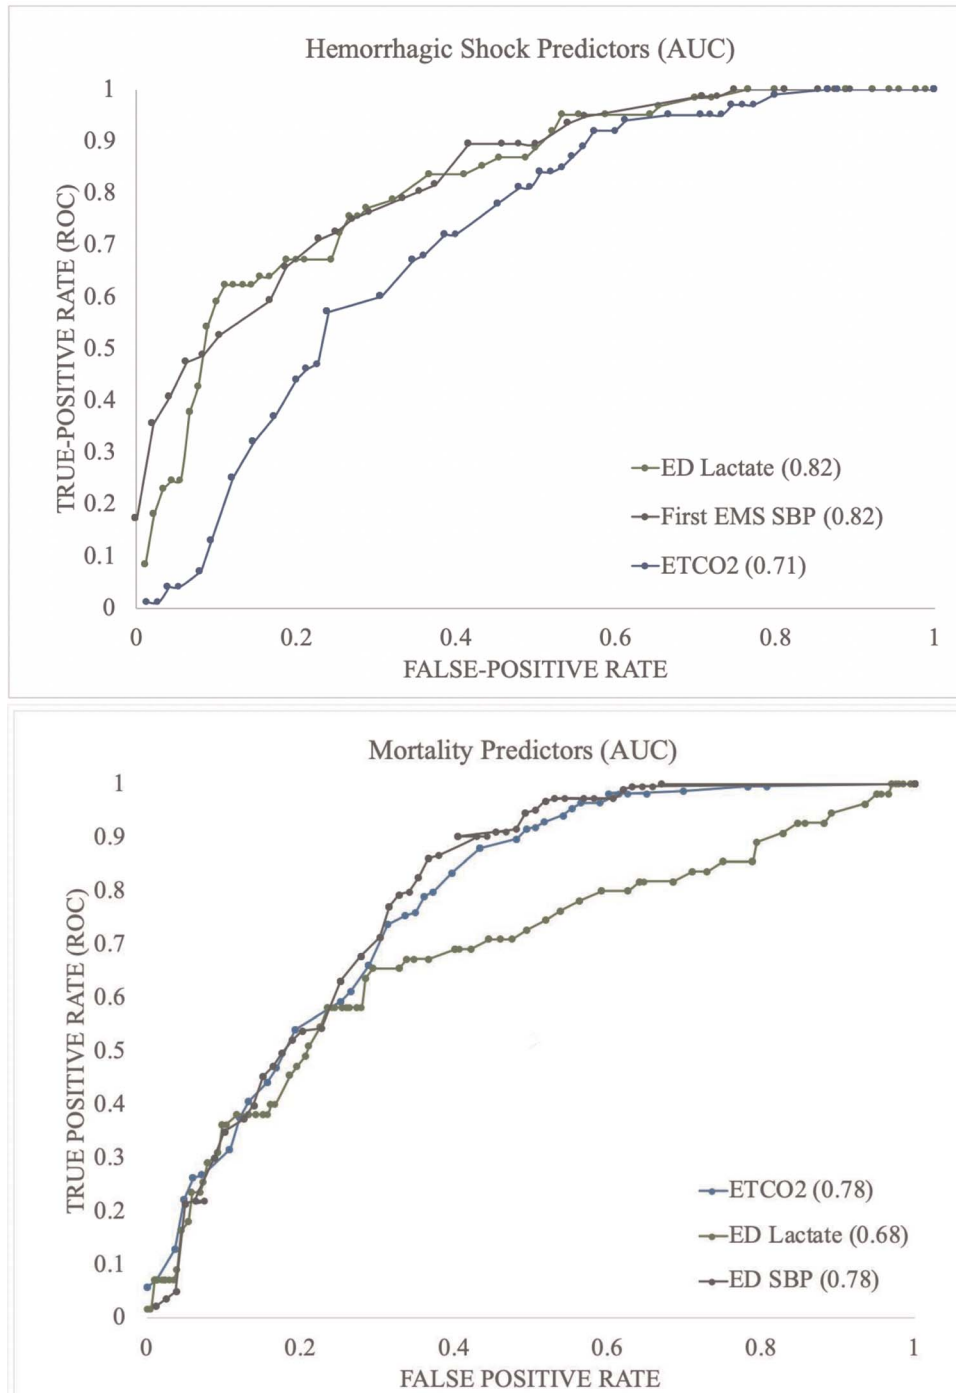 Hemorrhagic Shock Predictors (AUC)
1
0.9
0.8
0.7
0.6
0.5
0.4
0.3
0.2
0.1
0
TRUE-POSITIVE RATE (ROC)
ED Lactate (0.82)
First EMS SBP (0.82)
ETCO2 (0.71)
0 0.2 0.4 0.6 0.8 1
FALSE-POSITIVE RATE
Mortality Predictors (AUC)
1
0.9
0.8
0.7
0.6
0.5
0.4
0.3
0.2
0.1
0
TRUE POSITIVE RATE (ROC)
ETCO2 (0.78)
ED Lactate (0.68)
ED SBP (0.78)
0 0.2 0.4 0.6 0.8 1
FALSE POSITIVE RATE